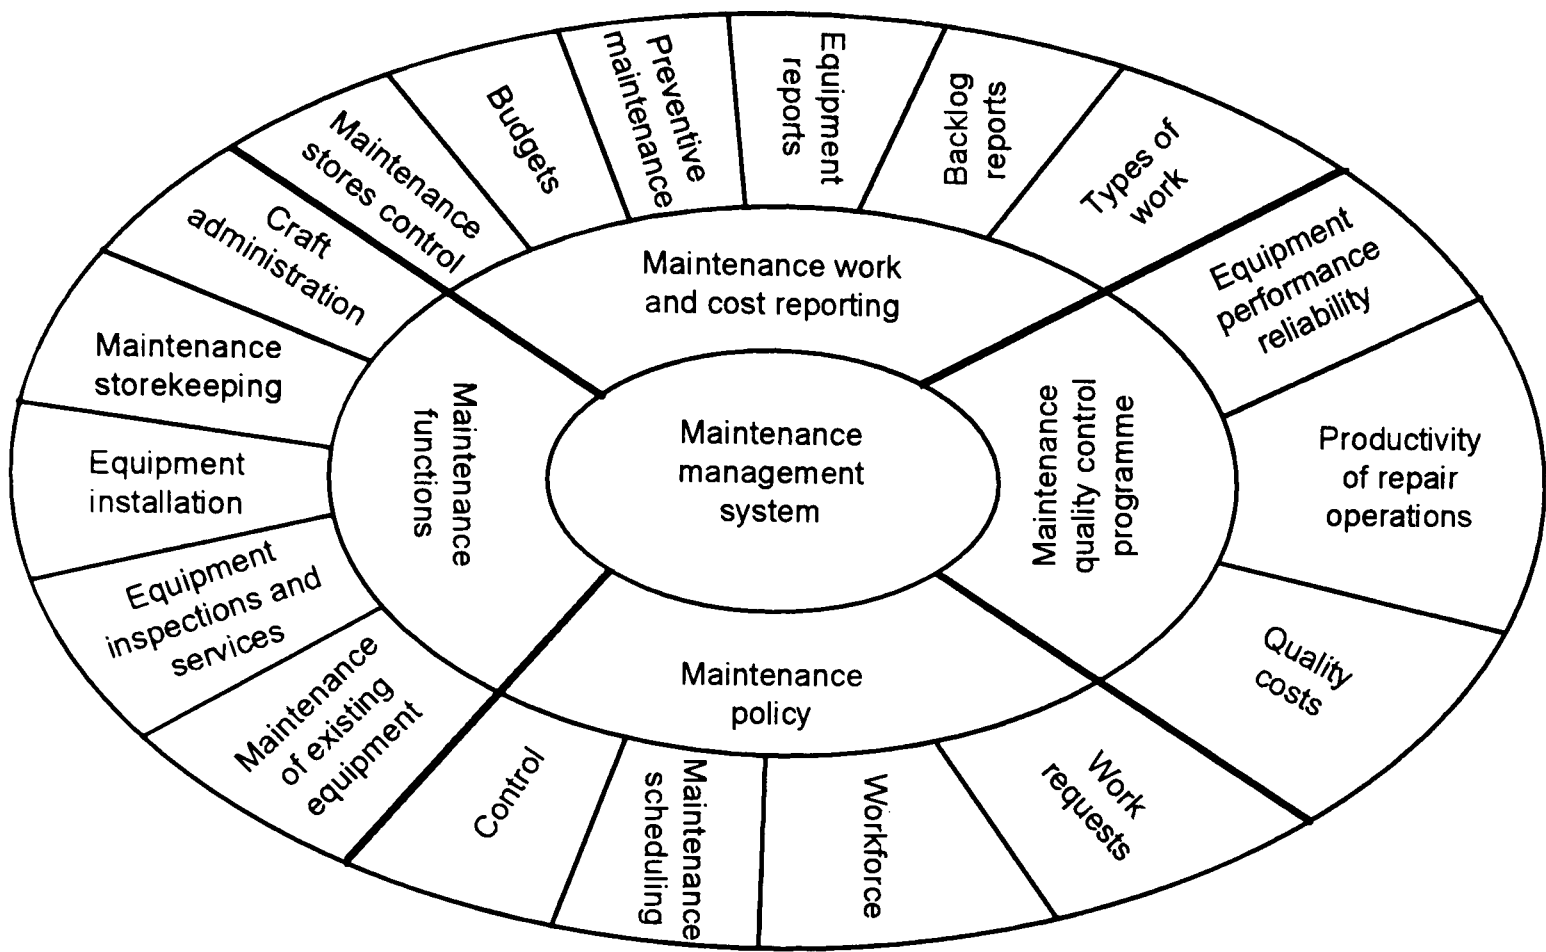 Maintenance
stores control
Budgets
Preventive
maintenance
Equipment
reports
Backlog
reports
Types of
work
Craft
administration
Maintenance work
and cost reporting
Equipment
performance
reliability
Maintenance
storekeeping
Maintenance
functions
Maintenance
management
system
Maintenance
quality control
programme
Productivity
of repair
operations
Equipment
installation
Equipment
inspections and
services
Maintenance
policy
Quality
costs
Maintenance
of existing
equipment
Control
Maintenance
scheduling
Workforce
Work
requests